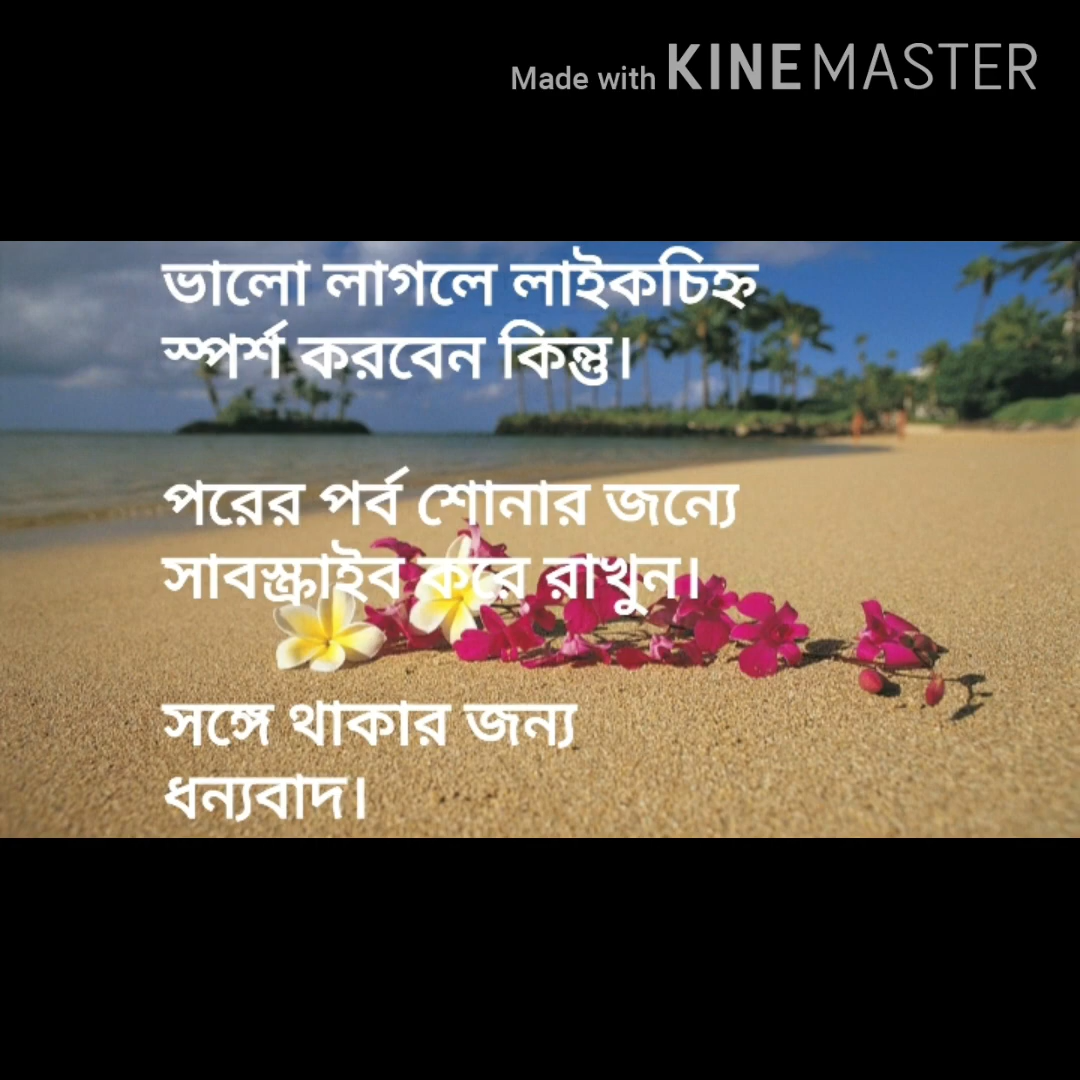 Made with KINEMASTER
ভালো লাগলে লাইকচিহ্ন
স্পর্শ করবেন কিন্তু।
পরের পর্ব শোনার জন্যে
সাবস্ক্রাইব করে রাখুন।
সঙ্গে থাকার জন্য
ধন্যবাদ।